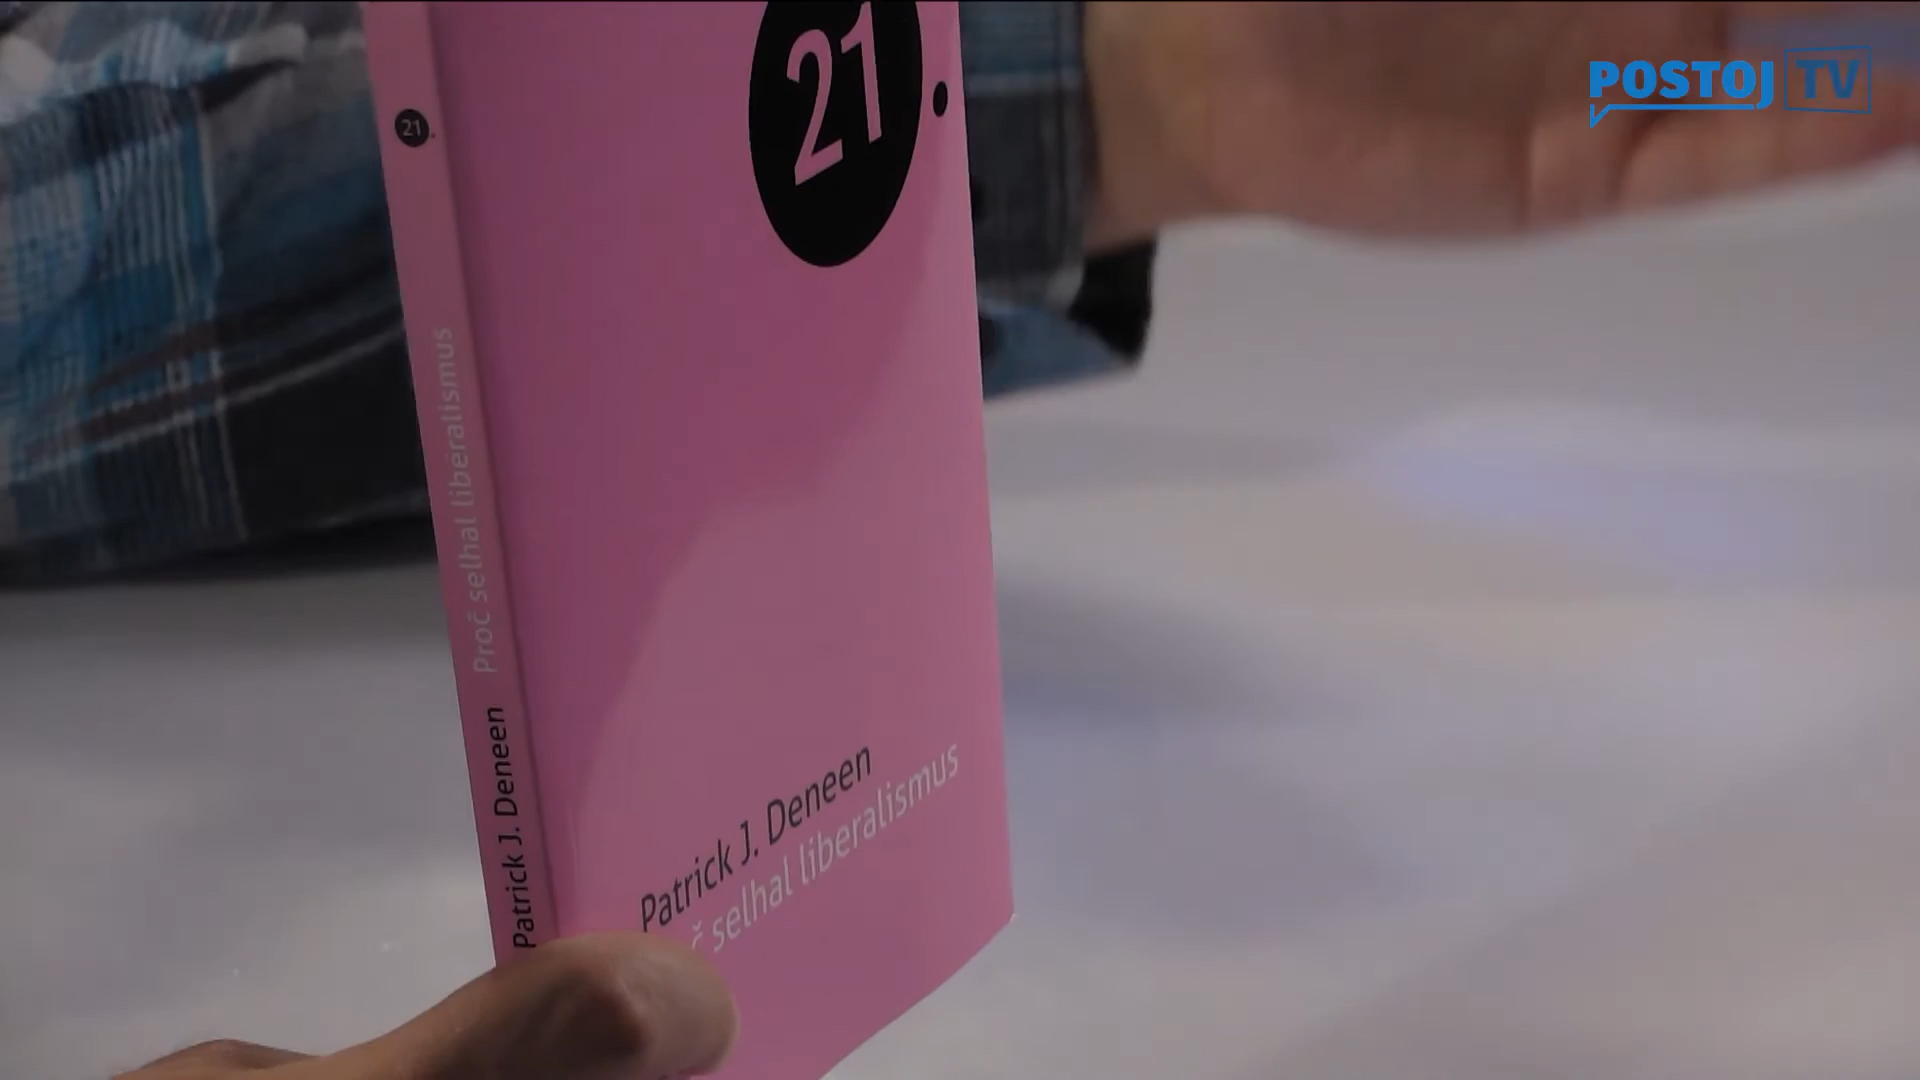 POSTOJ TV
21.
21.
Patrick J. Deneen Proč selhal liberalismus
Patrick J. Deneen
č selhal liberalismus